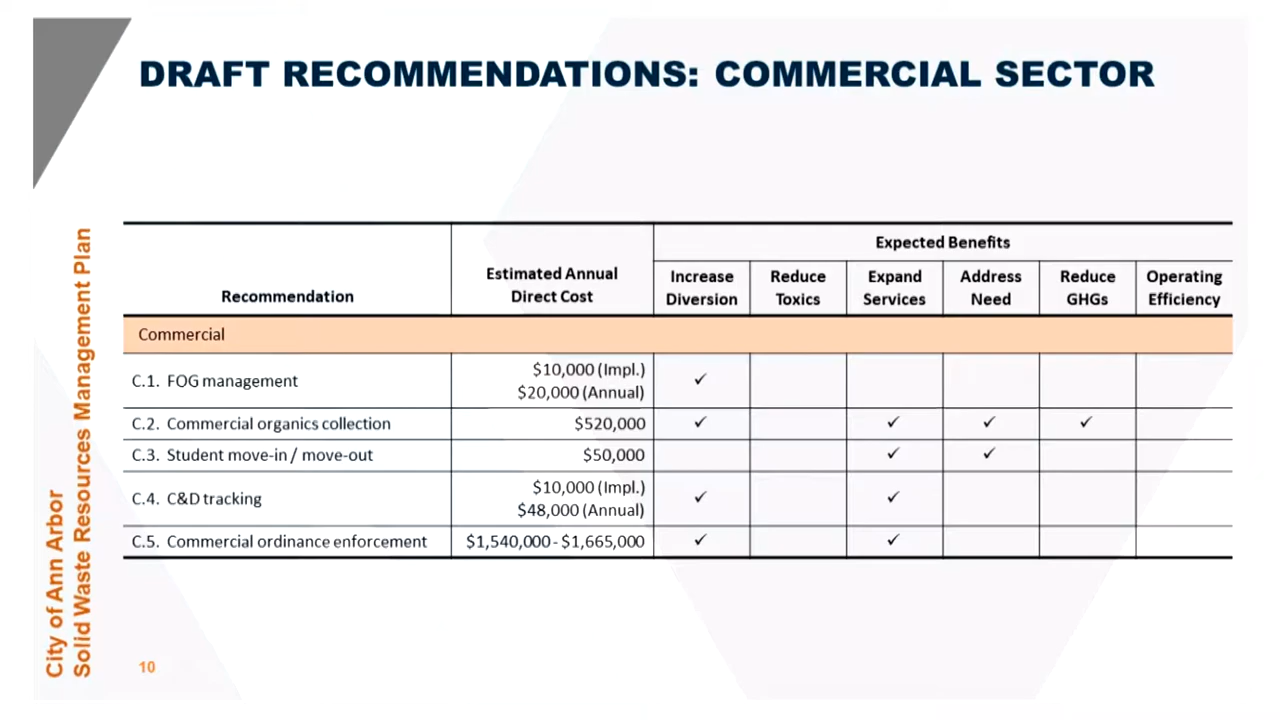 DRAFT RECOMMENDATIONS: COMMERCIAL SECTOR
City of Ann Arbor
Solid Waste Resources Management Plan
Recommendation
Estimated Annual
Direct Cost
Expected Benefits
Increase
Diversion
Reduce
Toxics
Expand
Services
Address
Need
Reduce
GHGs
Operating
Efficiency
Commercial
C.1. FOG management
$10,000 (Impl.)
$20,000 (Annual)
✓
C.2. Commercial organics collection $520,000 ✓ ✓ ✓ ✓
C.3. Student move-in / move-out $50,000 ✓ ✓
C.4. C&D tracking
$10,000 (Impl.)
$48,000 (Annual)
✓ ✓
C.5. Commercial ordinance enforcement $1,540,000 - $1,665,000 ✓ ✓
10